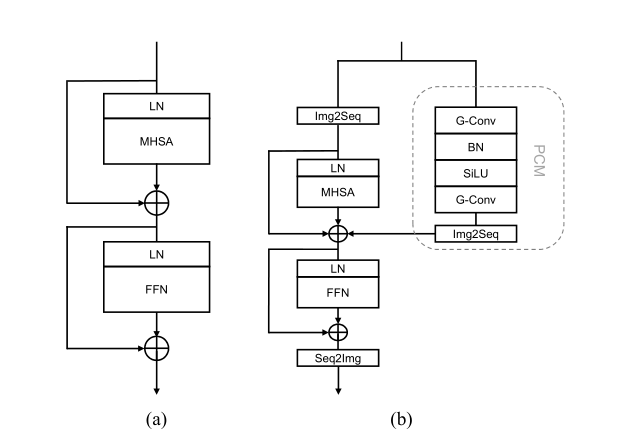 LN
MHSA
LN
FFN
(a)
Img2Seq
LN
MHSA
LN
FFN
Seq2Img
G-Conv
BN
SiLU
G-Conv
Img2Seq
PCM
(b)